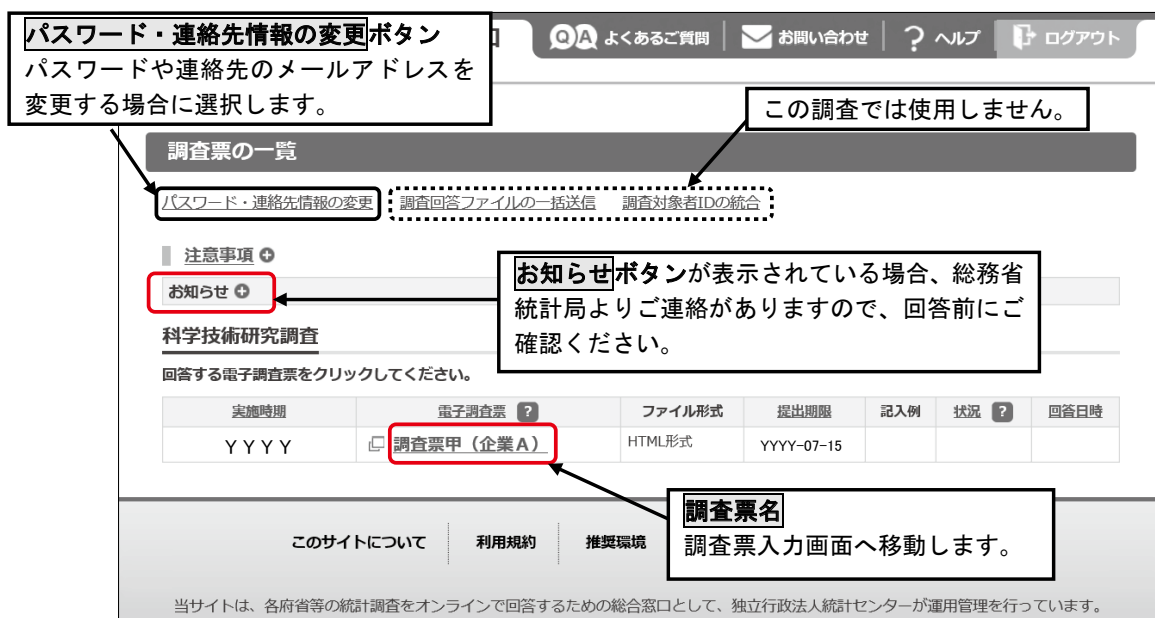 パスワード・連絡先情報の変更ボタン
パスワードや連絡先のメールアドレスを
変更する場合に選択します。
QA よくあるご質問
お問い合わせ
? ヘルプ
ログアウト
この調査では使用しません。
調査票の一覧
パスワード・連絡先情報の変更
調査回答ファイルの一括送信
調査対象者IDの統合
注意事項
お知らせ
お知らせボタンが表示されている場合、総務省
統計局よりご連絡がありますので、回答前にご
確認ください。
科学技術研究調査
回答する電子調査票をクリックしてください。
実施時期 電子調査票 ? ファイル形式 提出期限 記入例 状況 ? 回答日時
ＹＹＹＹ 調査票甲（企業Ａ） HTML形式 YYYY-07-15
調査票名
調査票入力画面へ移動します。
このサイトについて 利用規約 推奨環境
当サイトは、各府省等の統計調査をオンラインで回答するための総合窓口として、独立行政法人統計センターが運用管理を行っています。